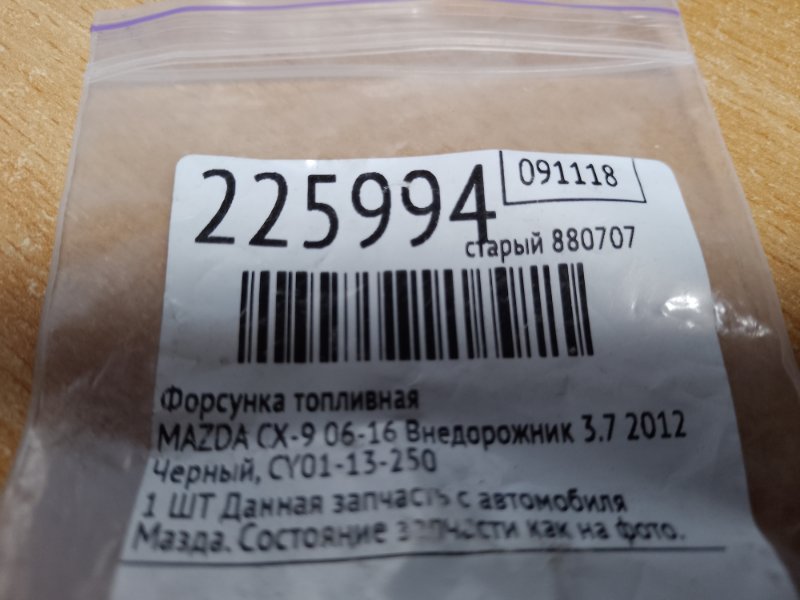 225994
091118
старый 880707
Форсунка топливная
MAZDA CX-9 06-16 Внедорожник 3.7 2012
Черный, CY01-13-250
1 ШТ Данная запчасть с автомобиля
Мазда. Состояние запчасти как на фото.